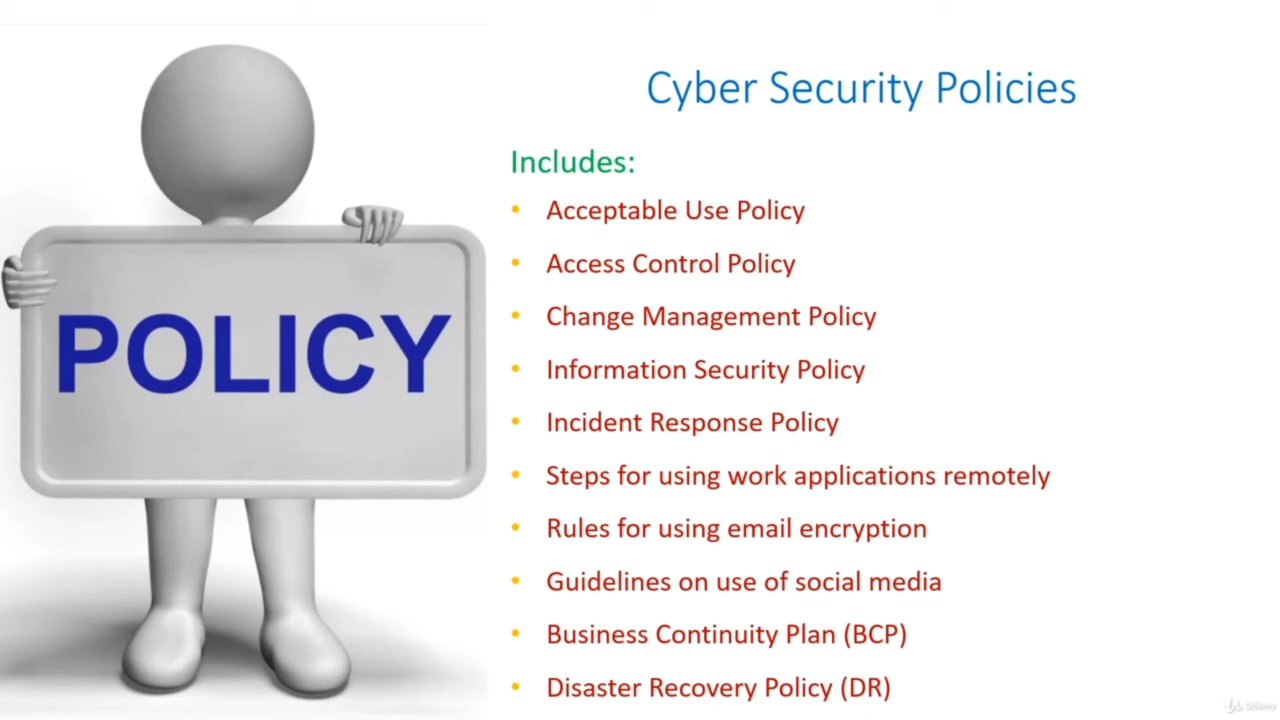 Cyber Security Policies
Includes:
• Acceptable Use Policy
• Access Control Policy
• Change Management Policy
• Information Security Policy
• Incident Response Policy
• Steps for using work applications remotely
• Rules for using email encryption
• Guidelines on use of social media
• Business Continuity Plan (BCP)
• Disaster Recovery Policy (DR)
POLICY
Udemy